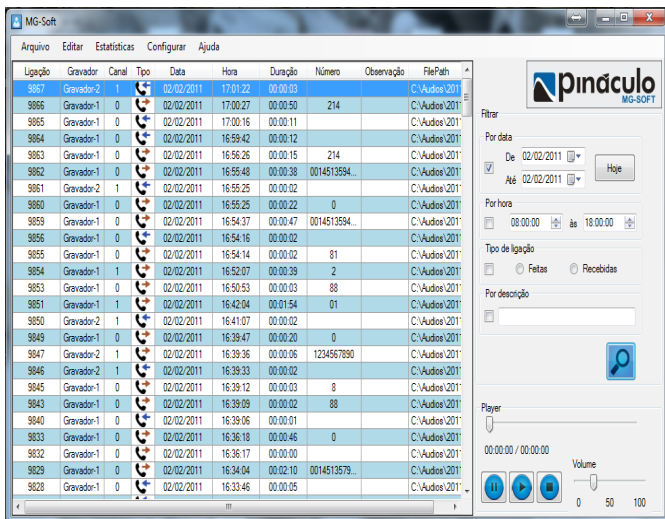 MG-Soft
Arquivo Editar Estatísticas Configurar Ajuda
Ligação Gravador Canal Tipo Data Hora Duração Número Observação FilePath
9867 Gravador-2 1 02/02/2011 17:01:22 00:00:03 C:\Audios\201
9866 Gravador-1 0 02/02/2011 17:00:27 00:00:50 214 C:\Audios\201
9865 Gravador-1 0 02/02/2011 17:00:16 00:00:11 C:\Audios\201
9864 Gravador-1 0 02/02/2011 16:59:42 00:00:12 C:\Audios\201
9863 Gravador-1 0 02/02/2011 16:56:26 00:00:15 214 C:\Audios\201
9862 Gravador-1 0 02/02/2011 16:55:48 00:00:38 0014513594... C:\Audios\201
9861 Gravador-2 1 02/02/2011 16:55:25 00:00:02 C:\Audios\201
9860 Gravador-1 0 02/02/2011 16:55:25 00:00:22 0 C:\Audios\201
9859 Gravador-1 0 02/02/2011 16:54:37 00:00:47 0014513594... C:\Audios\201
9856 Gravador-1 0 02/02/2011 16:54:16 00:00:02 C:\Audios\201
9855 Gravador-1 0 02/02/2011 16:54:14 00:00:02 81 C:\Audios\201
9854 Gravador-1 1 02/02/2011 16:52:07 00:00:39 2 C:\Audios\201
9853 Gravador-1 0 02/02/2011 16:50:53 00:00:03 88 C:\Audios\201
9851 Gravador-1 1 02/02/2011 16:42:04 00:01:54 01 C:\Audios\201
9850 Gravador-2 1 02/02/2011 16:41:07 00:00:02 C:\Audios\201
9849 Gravador-1 0 02/02/2011 16:39:47 00:00:20 0 C:\Audios\201
9847 Gravador-2 1 02/02/2011 16:39:36 00:00:06 1234567890 C:\Audios\201
9846 Gravador-2 1 02/02/2011 16:39:33 00:00:02 C:\Audios\201
9845 Gravador-1 0 02/02/2011 16:39:12 00:00:03 8 C:\Audios\201
9843 Gravador-1 0 02/02/2011 16:39:09 00:00:02 88 C:\Audios\201
9840 Gravador-1 0 02/02/2011 16:39:06 00:00:01 C:\Audios\201
9833 Gravador-1 0 02/02/2011 16:36:18 00:00:46 0 C:\Audios\201
9832 Gravador-1 0 02/02/2011 16:36:17 00:00:00 C:\Audios\201
9829 Gravador-1 0 02/02/2011 16:34:04 00:02:10 0014513579... C:\Audios\201
9828 Gravador-1 0 02/02/2011 16:33:46 00:00:05 C:\Audios\201
pináculo
MG-SOFT
Filtrar
Por data
De 02/02/2011
Até 02/02/2011
Hoje
Por hora
08:00:00 às 18:00:00
Tipo de ligação
Feitas Recebidas
Por descrição
Player
00:00:00 / 00:00:00
Volume
0 50 100